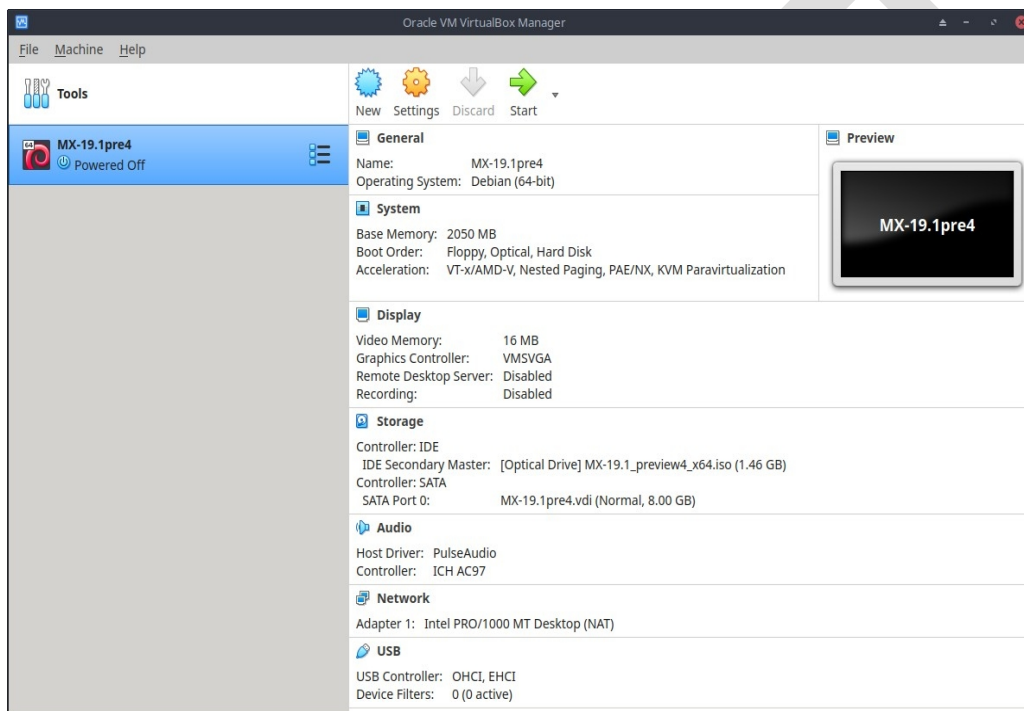 Oracle VM VirtualBox Manager
File Machine Help
Tools
New Settings Discard Start
64
MX-19.1pre4
Powered Off
General
Name: MX-19.1pre4
Operating System: Debian (64-bit)
Preview
MX-19.1pre4
System
Base Memory: 2050 MB
Boot Order: Floppy, Optical, Hard Disk
Acceleration: VT-x/AMD-V, Nested Paging, PAE/NX, KVM Paravirtualization
Display
Video Memory: 16 MB
Graphics Controller: VMSVGA
Remote Desktop Server: Disabled
Recording: Disabled
Storage
Controller: IDE
IDE Secondary Master: [Optical Drive] MX-19.1_preview4_x64.iso (1.46 GB)
Controller: SATA
SATA Port 0: MX-19.1pre4.vdi (Normal, 8.00 GB)
Audio
Host Driver: PulseAudio
Controller: ICH AC97
Network
Adapter 1: Intel PRO/1000 MT Desktop (NAT)
USB
USB Controller: OHCI, EHCI
Device Filters: 0 (0 active)